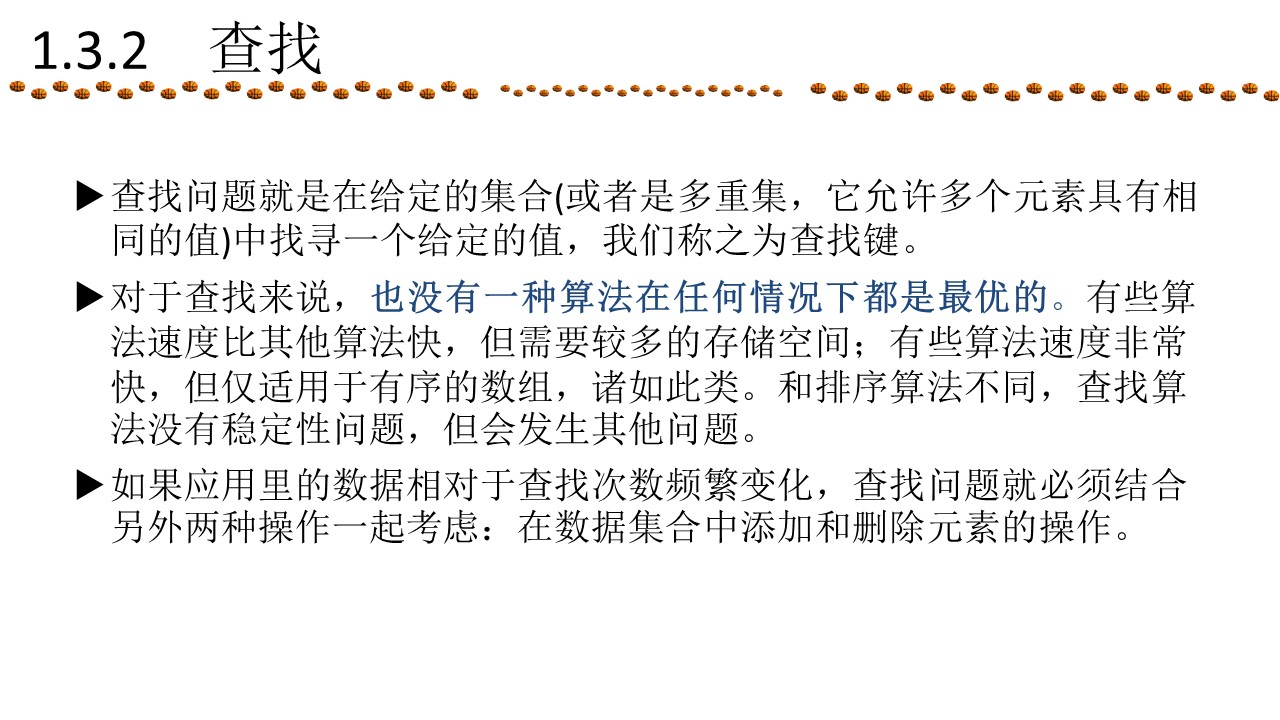 1.3.2 查找
▶查找问题就是在给定的集合(或者是多重集，它允许多个元素具有相
同的值)中找寻一个给定的值，我们称之为查找键。
▶对于查找来说，也没有一种算法在任何情况下都是最优的。有些算
法速度比其他算法快，但需要较多的存储空间；有些算法速度非常
快，但仅适用于有序的数组，诸如此类。和排序算法不同，查找算
法没有稳定性问题，但会发生其他问题。
▶如果应用里的数据相对于查找次数频繁变化，查找问题就必须结合
另外两种操作一起考虑：在数据集合中添加和删除元素的操作。